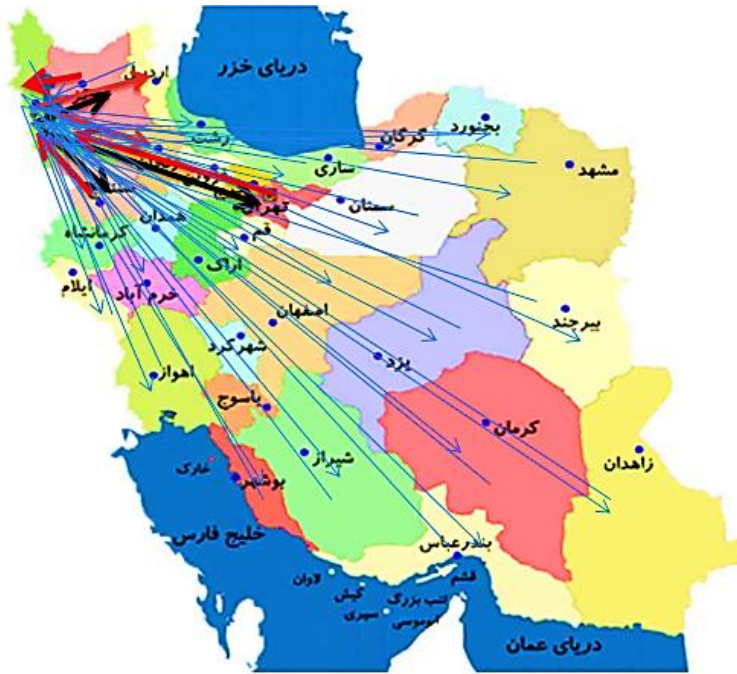 دریای خزر
اردبیل
رشت
گرگان
بجنورد
ساری
مشهد
سمنان
تهران
همدان
قم
کرمانشاه
اراک
ایلام
خرم آباد
بیرجند
اصفهان
شهرکرد
یزد
اهواز
یاسوج
کرمان
شیراز
زاهدان
خارک
بوشهر
خلیج فارس
بندرعباس
قشم
لاوان
کیش
تنب بزرگ
سیری
ابوموسی
دریای عمان